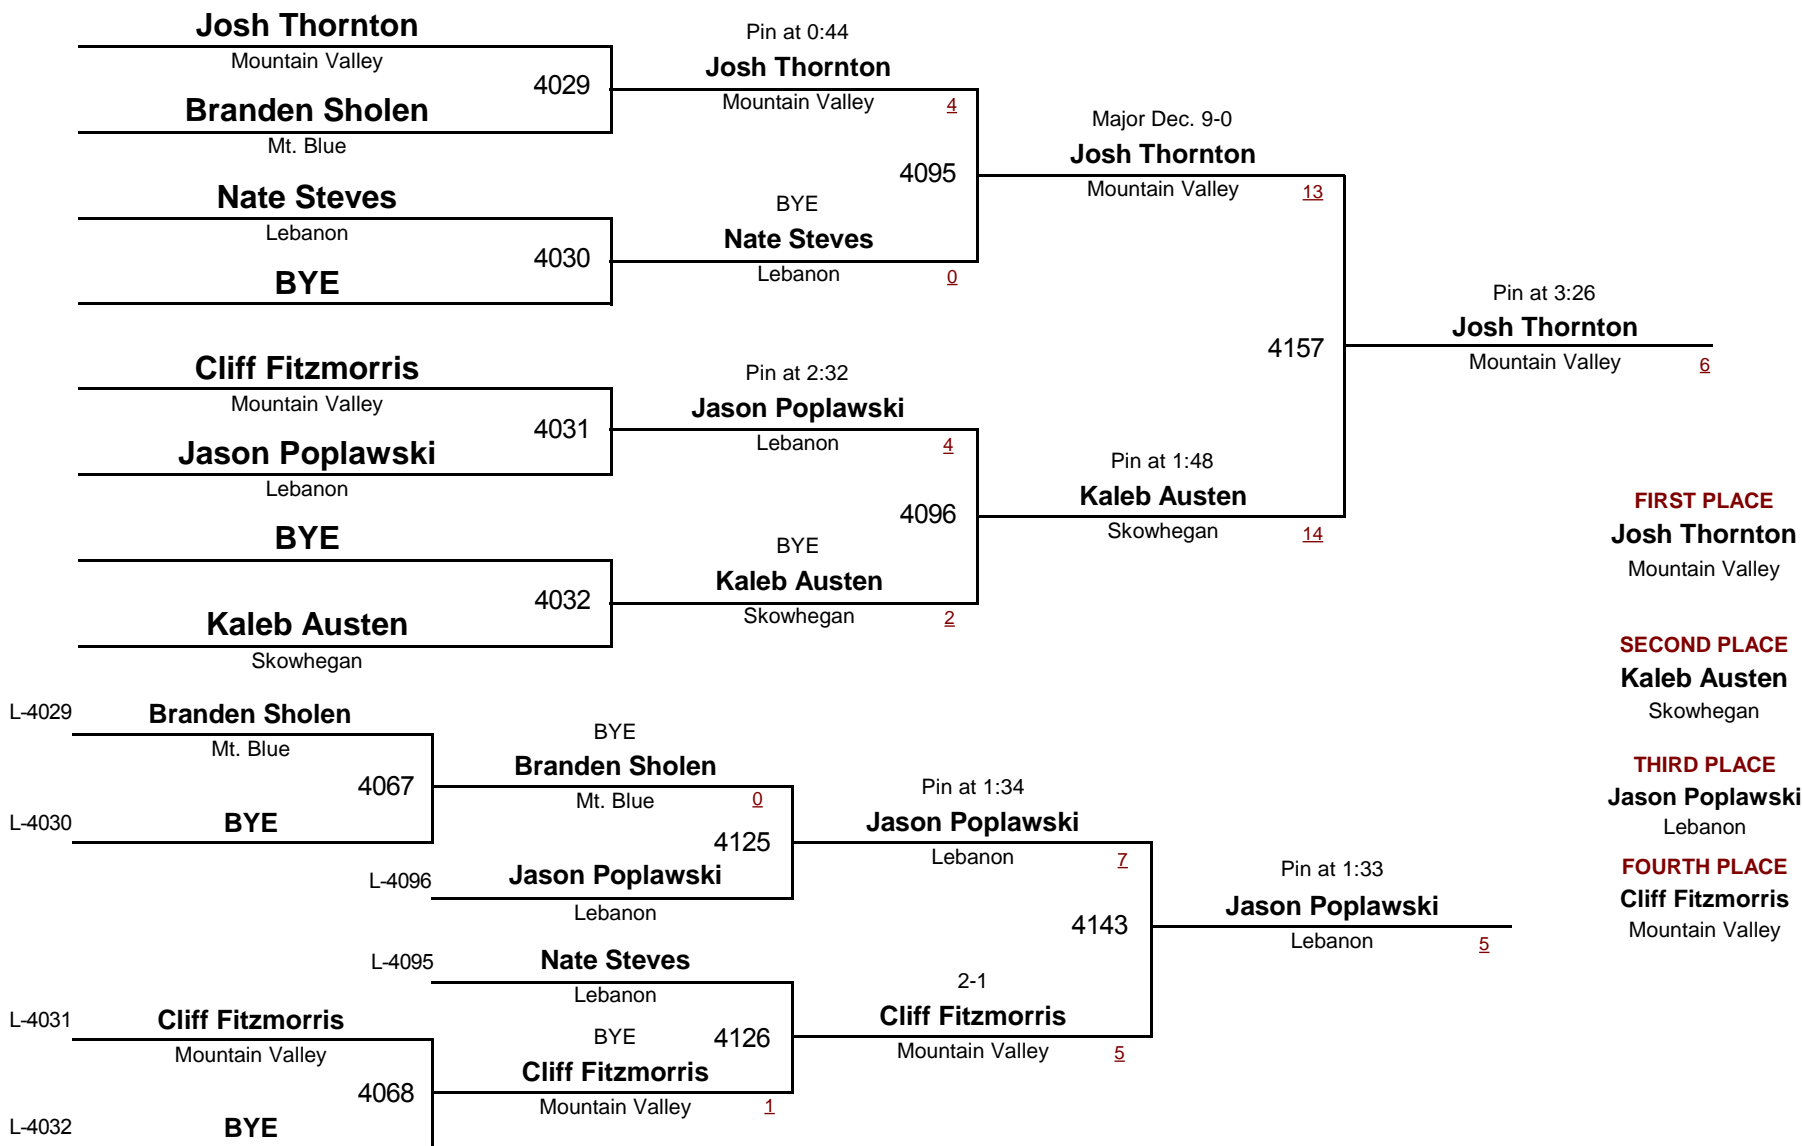 Josh Thornton
Mountain Valley
4029
Branden Sholen
Mt. Blue
Nate Steves
Lebanon
4030
BYE
Cliff Fitzmorris
Mountain Valley
4031
Jason Poplawski
Lebanon
BYE
4032
Kaleb Austen
Skowhegan
Pin at 0:44
Josh Thornton
Mountain Valley 4
4095
BYE
Nate Steves
Lebanon 0
Pin at 2:32
Jason Poplawski
Lebanon 4
4096
BYE
Kaleb Austen
Skowhegan 2
Major Dec. 9-0
Josh Thornton
Mountain Valley 13
4157
Pin at 1:48
Kaleb Austen
Skowhegan 14
Pin at 3:26
Josh Thornton
Mountain Valley 6
FIRST PLACE
Josh Thornton
Mountain Valley
SECOND PLACE
Kaleb Austen
Skowhegan
THIRD PLACE
Jason Poplawski
Lebanon
FOURTH PLACE
Cliff Fitzmorris
Mountain Valley
L-4029 Branden Sholen
Mt. Blue
4067
L-4030 BYE
BYE
Branden Sholen
Mt. Blue 0
4125
L-4096 Jason Poplawski
Lebanon
L-4095 Nate Steves
Lebanon
L-4031 Cliff Fitzmorris
Mountain Valley
4068
L-4032 BYE
BYE 4126
Cliff Fitzmorris
Mountain Valley 1
Pin at 1:34
Jason Poplawski
Lebanon 7
4143
2-1
Cliff Fitzmorris
Mountain Valley 5
Pin at 1:33
Jason Poplawski
Lebanon 5